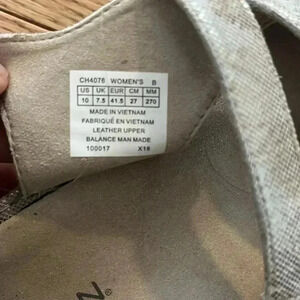 CH4076 WOMEN'S B
US UK EUR CM MM
10 7.5 41.5 27 270
MADE IN VIETNAM
FABRIQUÉ EN VIETNAM
LEATHER UPPER
BALANCE MAN MADE
100017 X18